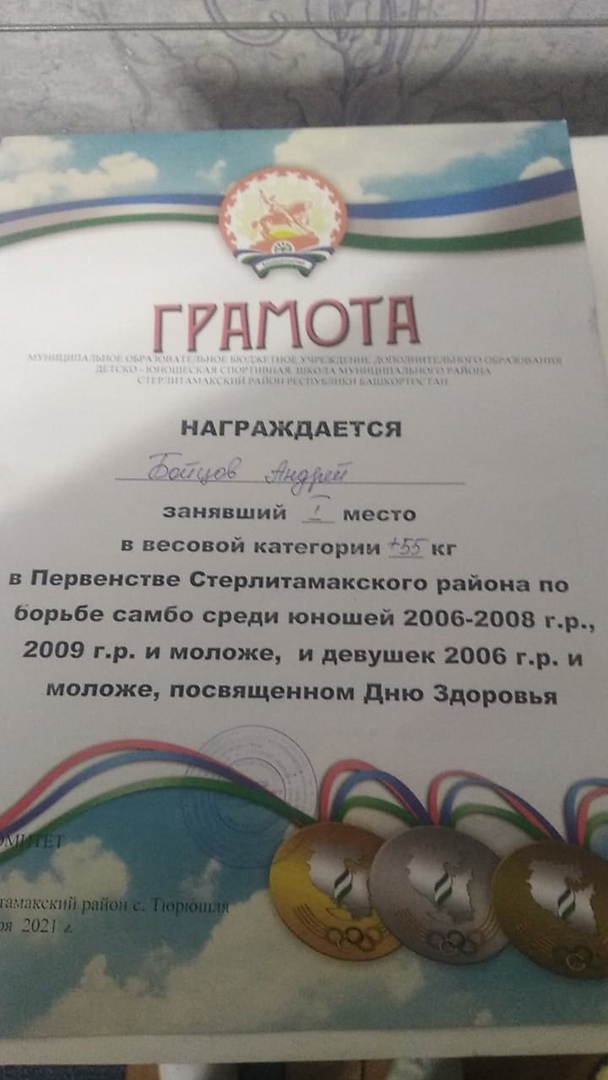 ГРАМОТА
МУНИЦИПАЛЬНОЕ ОБРАЗОВАТЕЛЬНОЕ БЮДЖЕТНОЕ УЧРЕЖДЕНИЕ ДОПОЛНИТЕЛЬНОГО ОБРАЗОВАНИЯ
ДЕТСКО - ЮНОШЕСКАЯ СПОРТИВНАЯ ШКОЛА МУНИЦИПАЛЬНОГО РАЙОНА
СТЕРЛИТАМАКСКИЙ РАЙОН РЕСПУБЛИКИ БАШКОРТОСТАН
НАГРАЖДАЕТСЯ
Бойцов Андрей
занявший I место
в весовой категории +55 кг
в Первенстве Стерлитамакского района по
борьбе самбо среди юношей 2006-2008 г.р.,
2009 г.р. и моложе, и девушек 2006 г.р. и
моложе, посвященном Дню Здоровья
ОМИТЕТ
тамакский район с. Тюрюшля
ря 2021 г.